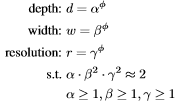 depth: d = α^ϕ
width: w = β^ϕ
resolution: r = γ^ϕ
s.t. α · β² · γ² ≈ 2
α ≥ 1, β ≥ 1, γ ≥ 1